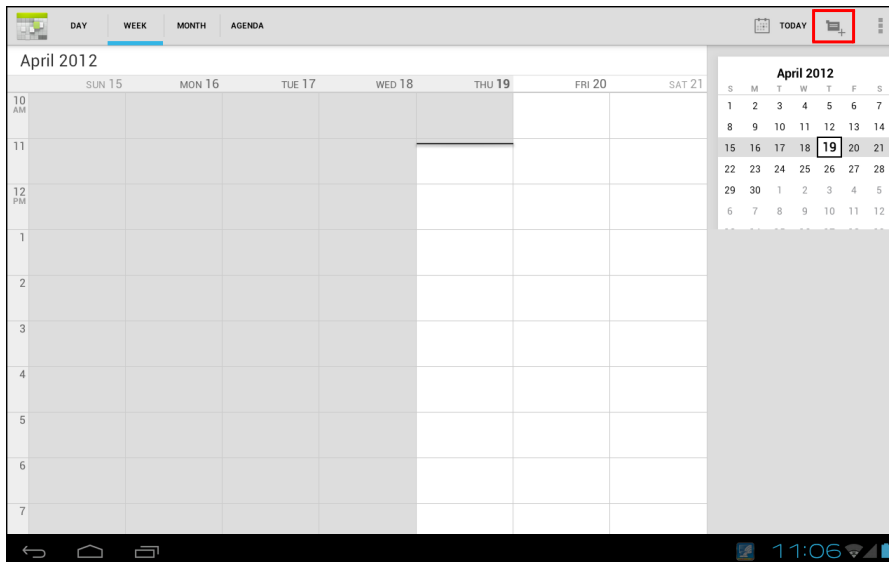 DAY WEEK MONTH AGENDA TODAY
April 2012
SUN 15 MON 16 TUE 17 WED 18 THU 19 FRI 20 SAT 21
10
AM
11
12
PM
1
2
3
4
5
6
7
April 2012
S M T W T F S
1 2 3 4 5 6 7
8 9 10 11 12 13 14
15 16 17 18 19 20 21
22 23 24 25 26 27 28
29 30 1 2 3 4 5
6 7 8 9 10 11 12
11:06